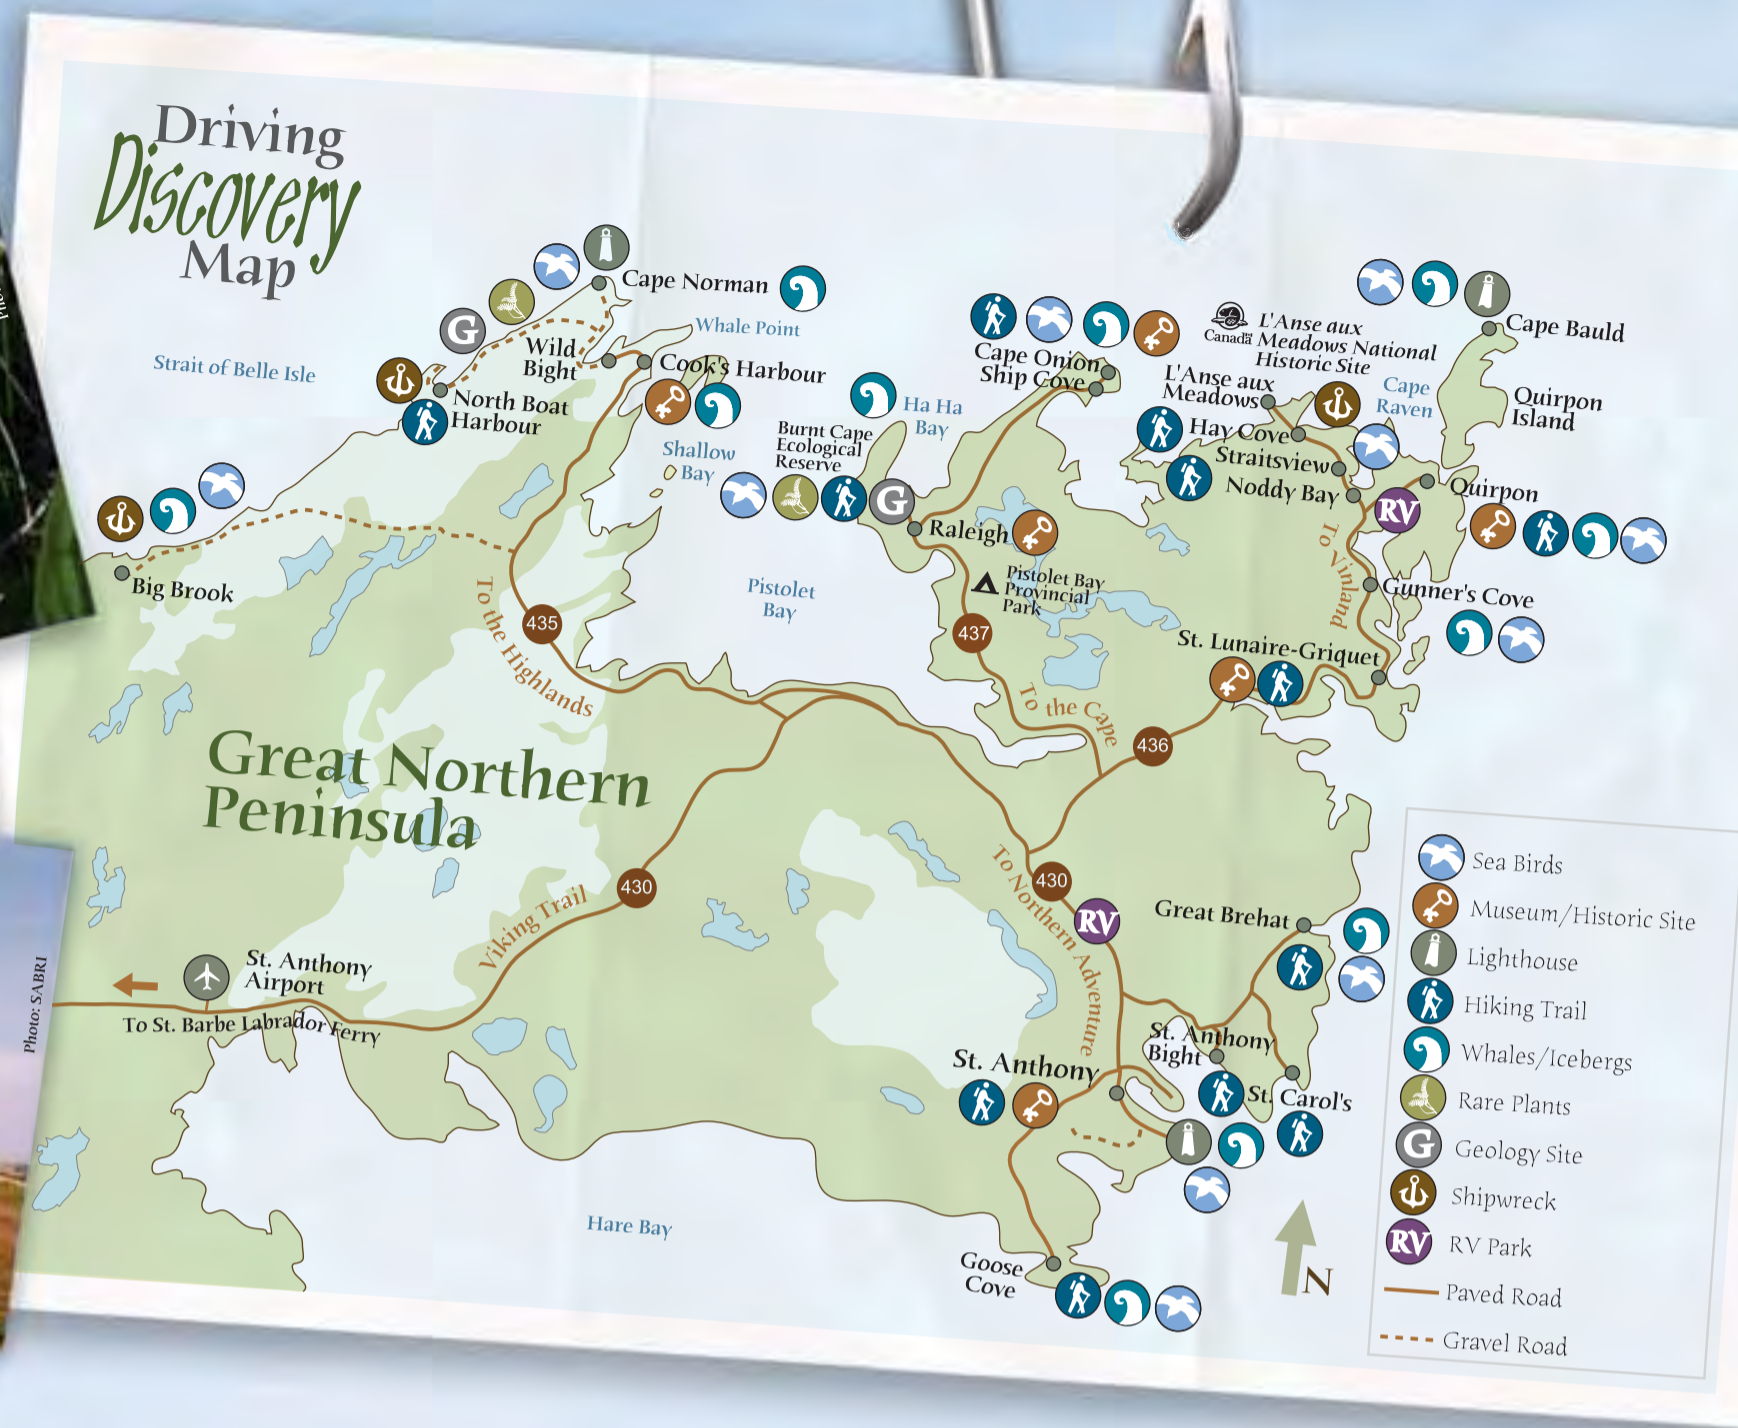 Driving
Discovery
Map
Cape Norman
Whale Point
Strait of Belle Isle
G
Wild
Bight
Cook's Harbour
North Boat
Harbour
Shallow
Bay
Big Brook
Burnt Cape
Ecological
Reserve
Ha Ha
Bay
G
Cape Onion
Ship Cove
Canada
L'Anse aux
Meadows National
Historic Site
L'Anse aux
Meadows
Cape
Raven
Cape Bauld
Quirpon
Island
Hay Cove
Straitsview
Noddy Bay
RV
Quirpon
Raleigh
Pistolet Bay
Provincial
Park
Pistolet
Bay
To Vinland
Gunner's Cove
435
437
To the Highlands
St. Lunaire-Griquet
To the Cape
436
Great Northern
Peninsula
430
Viking Trail
430
To Northern Adventure
RV
Great Brehat
St. Anthony
Airport
To St. Barbe Labrador Ferry
Photo: SABRI
St. Anthony
Bight
St. Anthony
St. Carol's
Hare Bay
Goose
Cove
N
Sea Birds
Museum/Historic Site
Lighthouse
Hiking Trail
Whales/Icebergs
Rare Plants
G Geology Site
Shipwreck
RV RV Park
Paved Road
Gravel Road